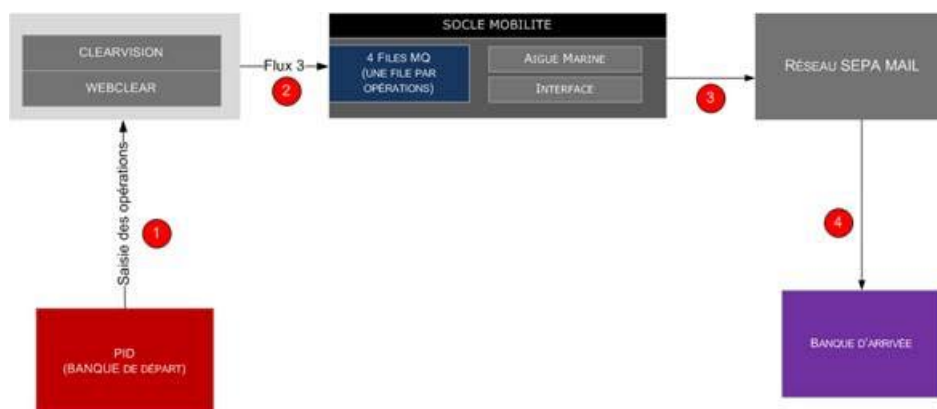 SOCLE MOBILITE
CLEARVISION
WEBCLEAR
Flux 3
2
4 FILES MQ
(UNE FILE PAR
OPÉRATIONS)
AIGUE MARINE
INTERFACE
3
RÉSEAU SEPA MAIL
Saisie des opérations
1
4
PID
(BANQUE DE DÉPART)
BANQUE D'ARRIVÉE